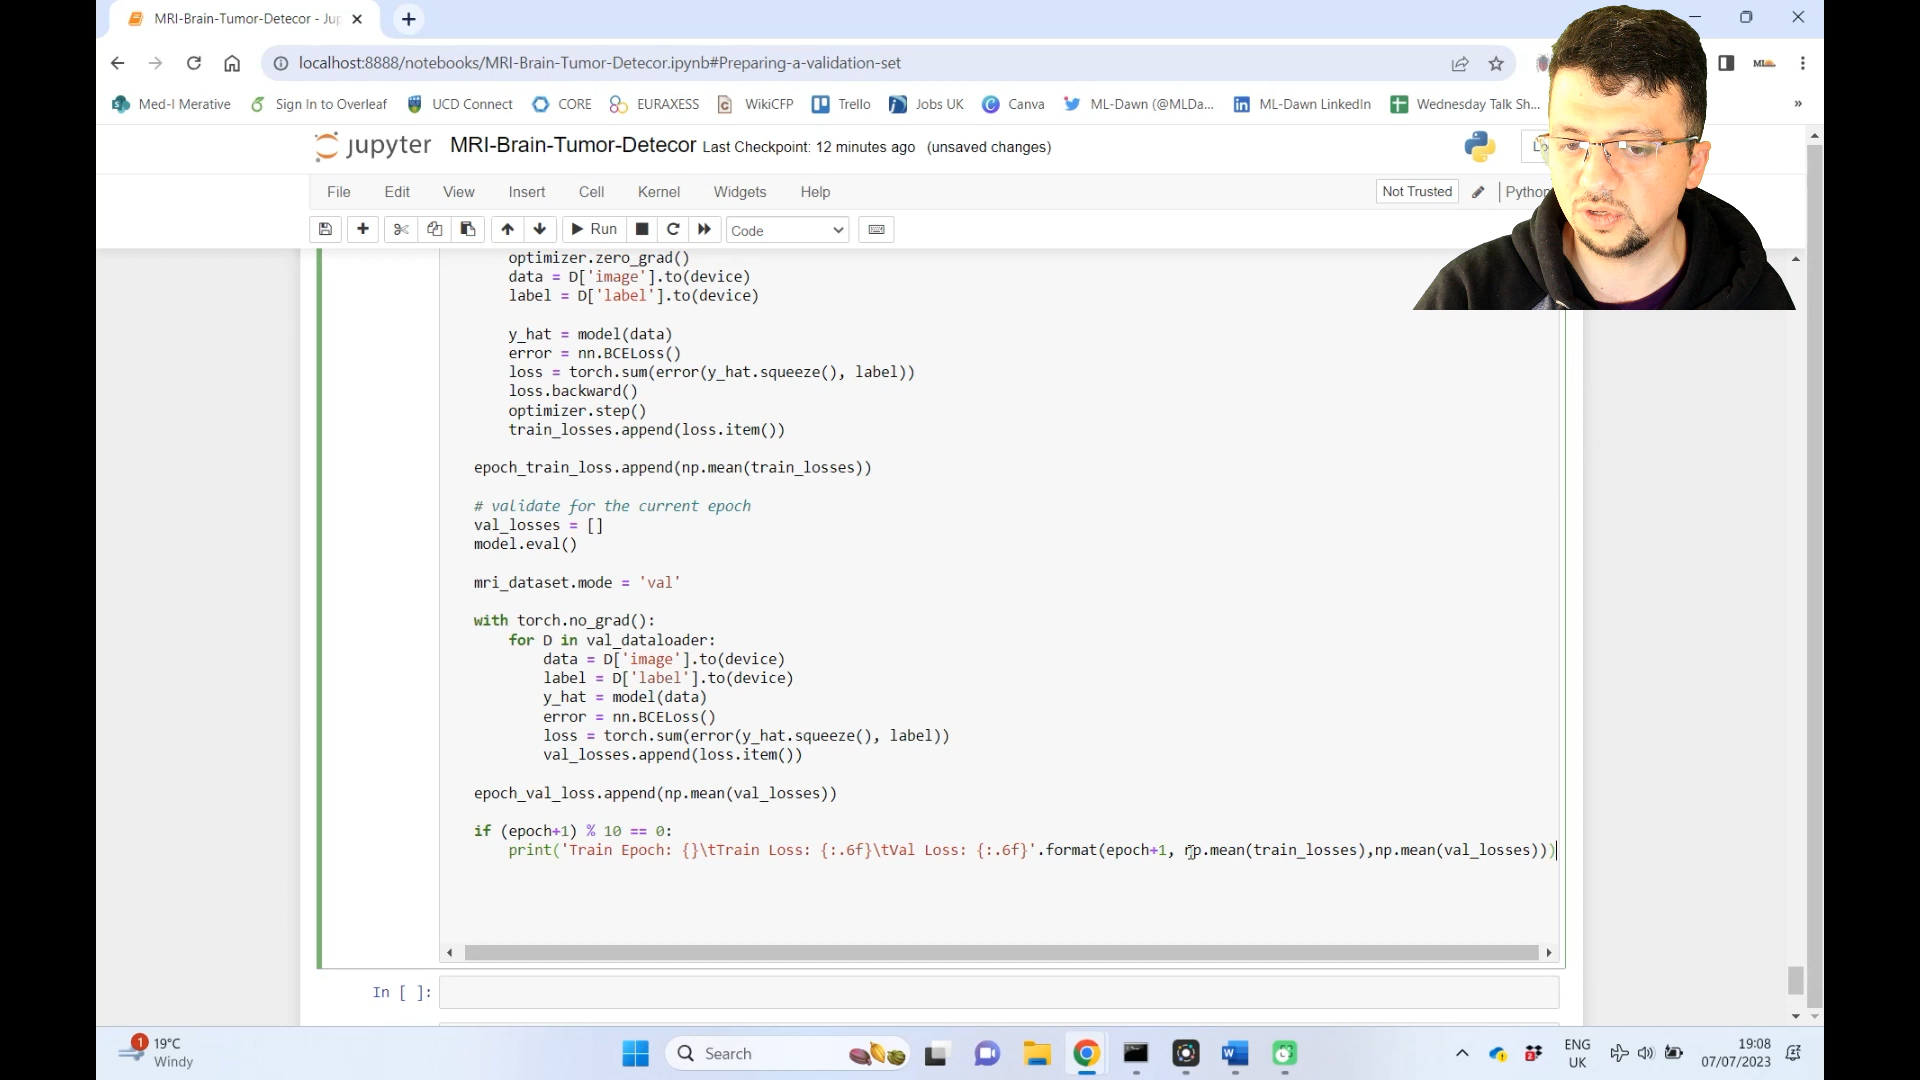 MRI-Brain-Tumor-Detecor - Ju
localhost:8888/notebooks/MRI-Brain-Tumor-Detecor.ipynb#Preparing-a-validation-set
Med-I Merative
Sign In to Overleaf
UCD Connect
CORE
EURAXESS
WikiCFP
Trello
Jobs UK
Canva
ML-Dawn (@MLDa...
ML-Dawn LinkedIn
Wednesday Talk Sh...
»
jupyter MRI-Brain-Tumor-Detecor Last Checkpoint: 12 minutes ago (unsaved changes)
File Edit View Insert Cell Kernel Widgets Help
Not Trusted
Python
Run
Code
optimizer.zero_grad()
data = D['image'].to(device)
label = D['label'].to(device)
y_hat = model(data)
error = nn.BCELoss()
loss = torch.sum(error(y_hat.squeeze(), label))
loss.backward()
optimizer.step()
train_losses.append(loss.item())
epoch_train_loss.append(np.mean(train_losses))
# validate for the current epoch
val_losses = []
model.eval()
mri_dataset.mode = 'val'
with torch.no_grad():
for D in val_dataloader:
data = D['image'].to(device)
label = D['label'].to(device)
y_hat = model(data)
error = nn.BCELoss()
loss = torch.sum(error(y_hat.squeeze(), label))
val_losses.append(loss.item())
epoch_val_loss.append(np.mean(val_losses))
if (epoch+1) % 10 == 0:
print('Train Epoch: {}\tTrain Loss: {:.6f}\tVal Loss: {:.6f}'.format(epoch+1, np.mean(train_losses),np.mean(val_losses)))
In [ ]:
1
19°C
Windy
Search
ENG
UK
19:08
07/07/2023